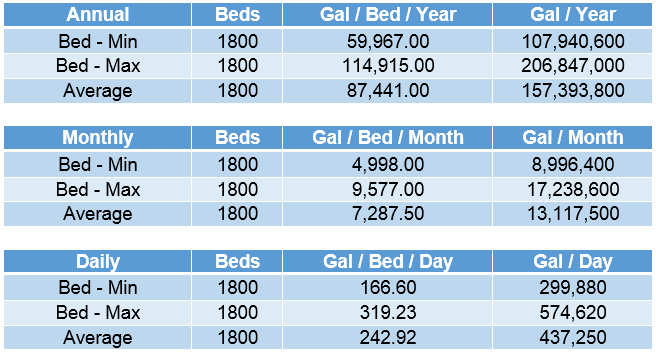 Annual Beds Gal / Bed / Year Gal / Year
Bed - Min 1800 59,967.00 107,940,600
Bed - Max 1800 114,915.00 206,847,000
Average 1800 87,441.00 157,393,800
Monthly Beds Gal / Bed / Month Gal / Month
Bed - Min 1800 4,998.00 8,996,400
Bed - Max 1800 9,577.00 17,238,600
Average 1800 7,287.50 13,117,500
Daily Beds Gal / Bed / Day Gal / Day
Bed - Min 1800 166.60 299,880
Bed - Max 1800 319.23 574,620
Average 1800 242.92 437,250